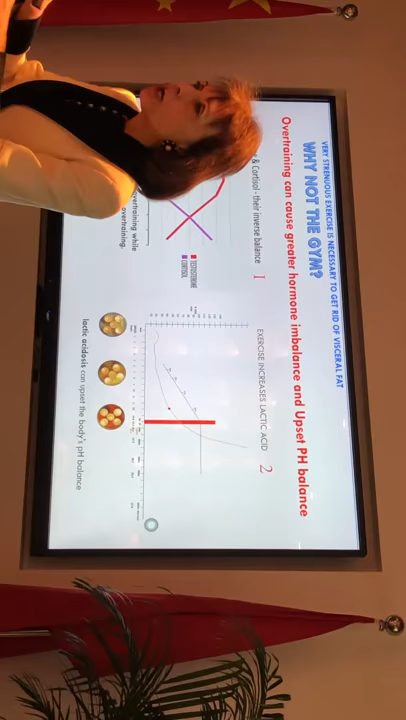 VERY STRENUOUS EXERCISE IS NECESSARY TO GET RID OF VISCERAL FAT
WHY NOT THE GYM?
Overtraining can cause greater hormone imbalance and Upset PH balance
& Cortisol - their inverse balance 1
TESTOSTERONE
CORTISOL
overtraining while
overtraining.
EXERCISE INCREASES LACTIC ACID 2
lactic acidosis can upset the body's pH balance